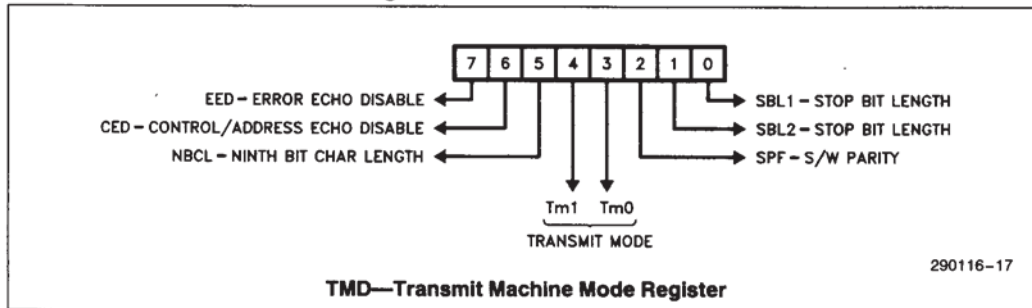 7 6 5 4 3 2 1 0
EED – ERROR ECHO DISABLE
SBL1 – STOP BIT LENGTH
CED – CONTROL/ADDRESS ECHO DISABLE
SBL2 – STOP BIT LENGTH
NBCL – NINTH BIT CHAR LENGTH
SPF – S/W PARITY
Tm1 Tm0
TRANSMIT MODE
290116–17
TMD—Transmit Machine Mode Register